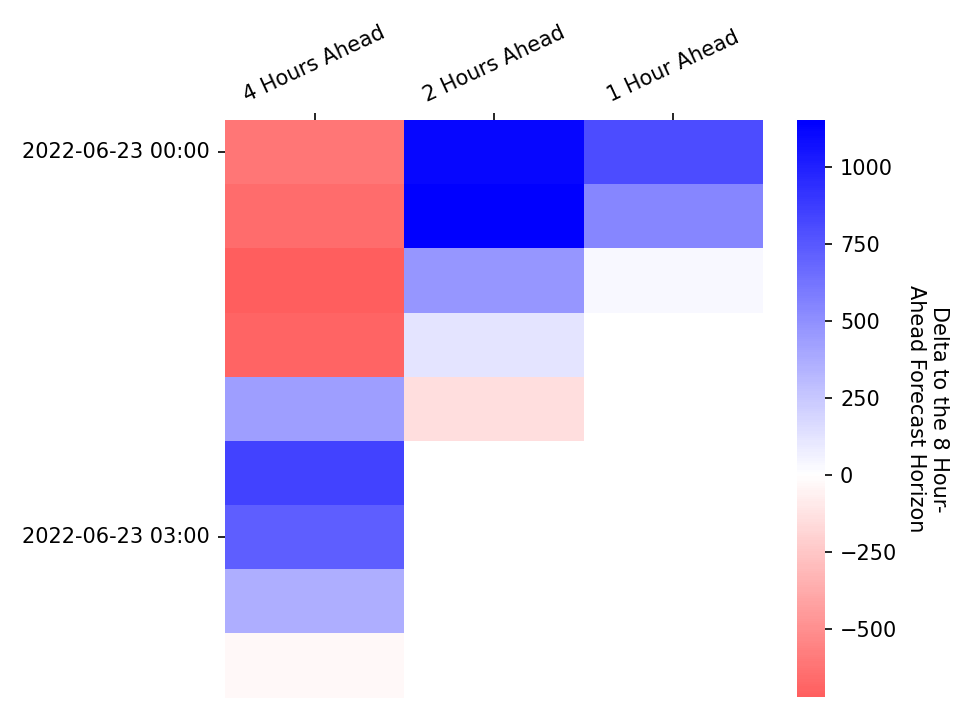 4 Hours Ahead
2 Hours Ahead
1 Hour Ahead
2022-06-23 00:00
2022-06-23 03:00
1000
750
500
250
0
−250
−500
Delta to the 8 Hour-
Ahead Forecast Horizon